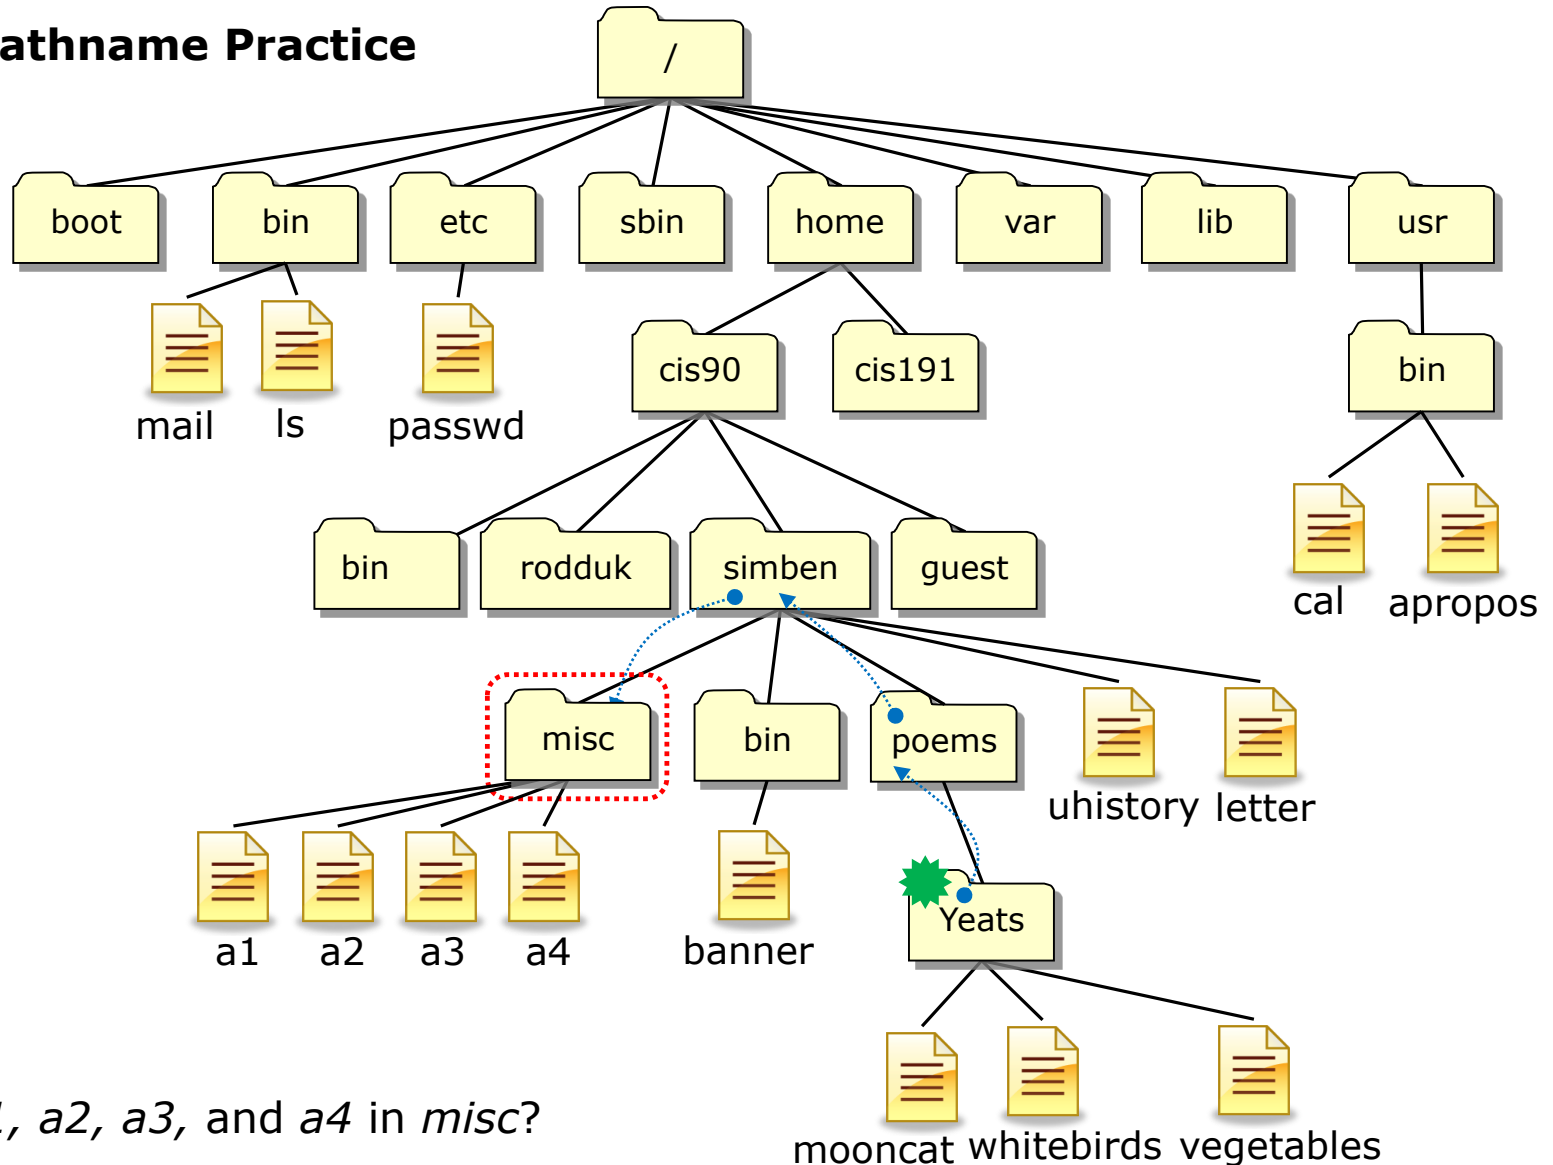 athname Practice
/
boot bin etc sbin home var lib usr
mail ls passwd
cis90 cis191 bin
bin rodduk simben guest
cal apropos
misc bin poems
uhistory letter
a1 a2 a3 a4 banner
Yeats
, a2, a3, and a4 in misc?
mooncat whitebirds vegetables